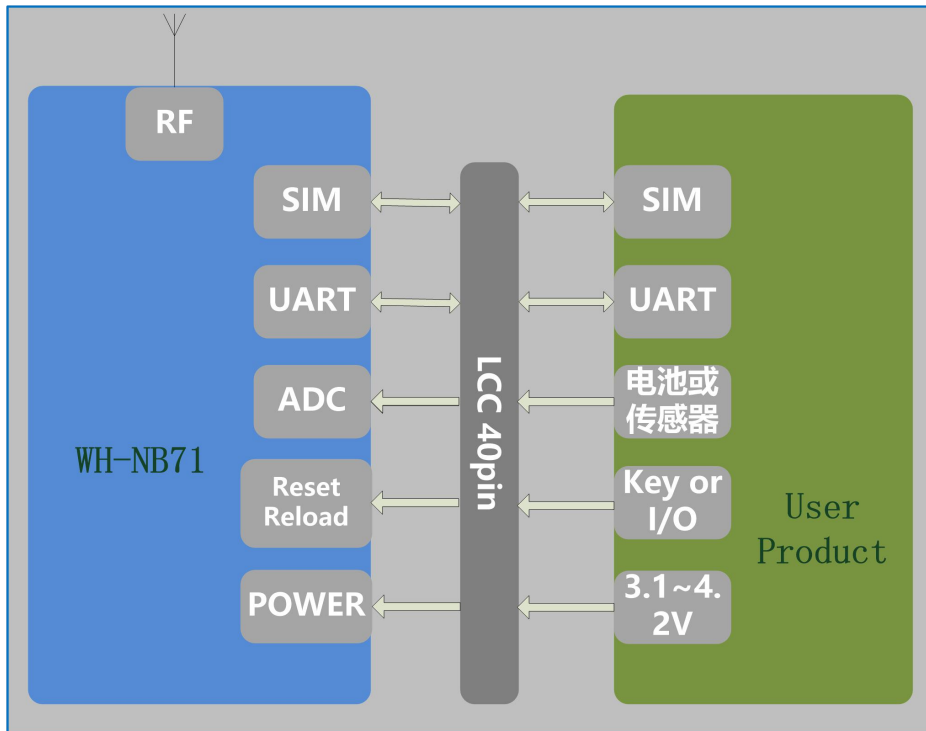 RF
SIM
UART
ADC
Reset
Reload
POWER
WH-NB71
LCC 40pin
SIM
UART
电池或
传感器
Key or
I/O
3.1~4.
2V
User
Product